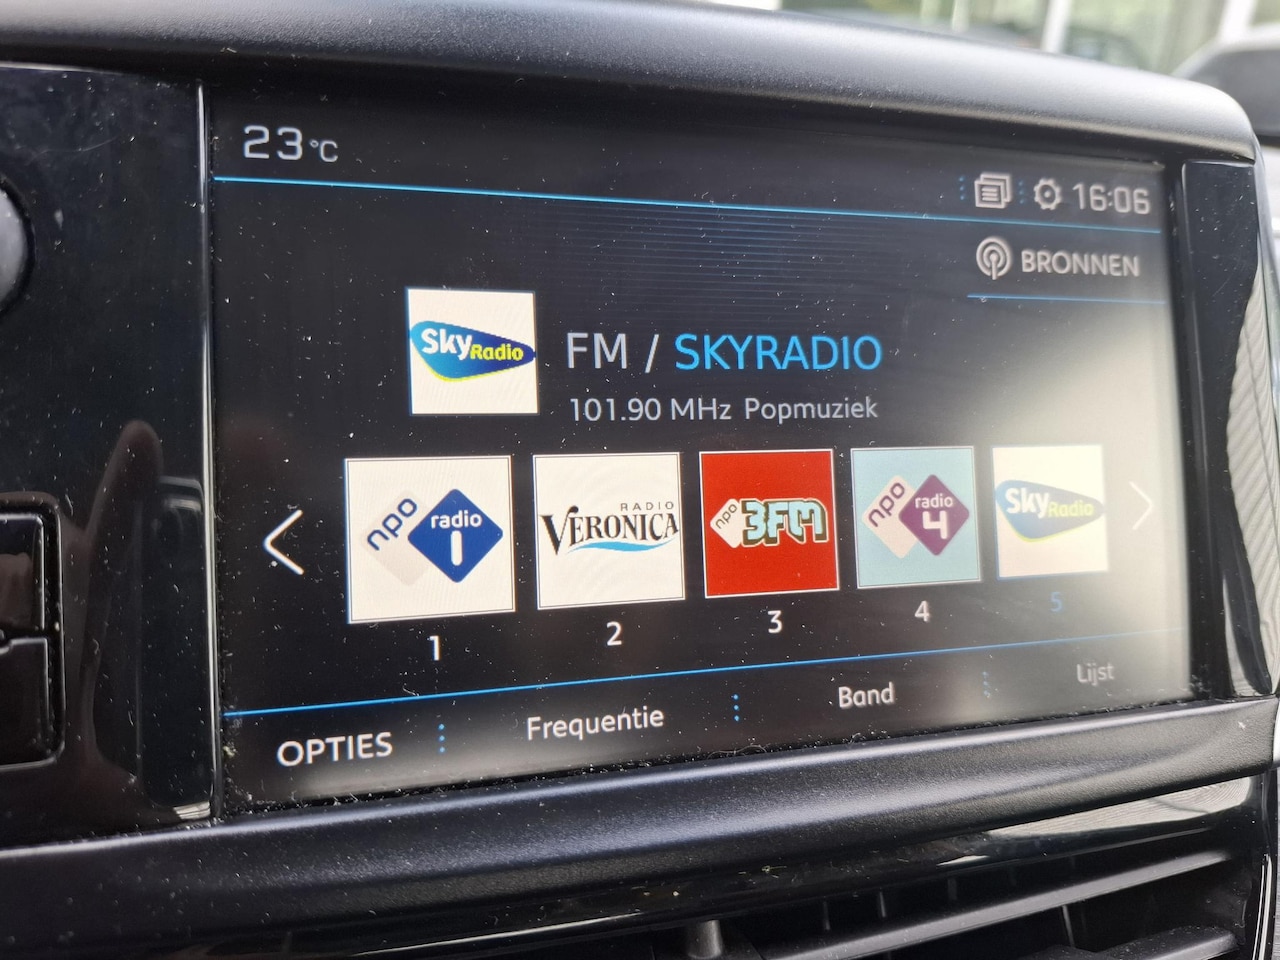 23°C
16:06
BRONNEN
Sky Radio
FM / SKYRADIO
101.90 MHz Popmuziek
npo radio 1
RADIO VERONICA
npo 3FM
npo radio 4
Sky Radio
1
2
3
4
5
OPTIES
Frequentie
Band
Lijst